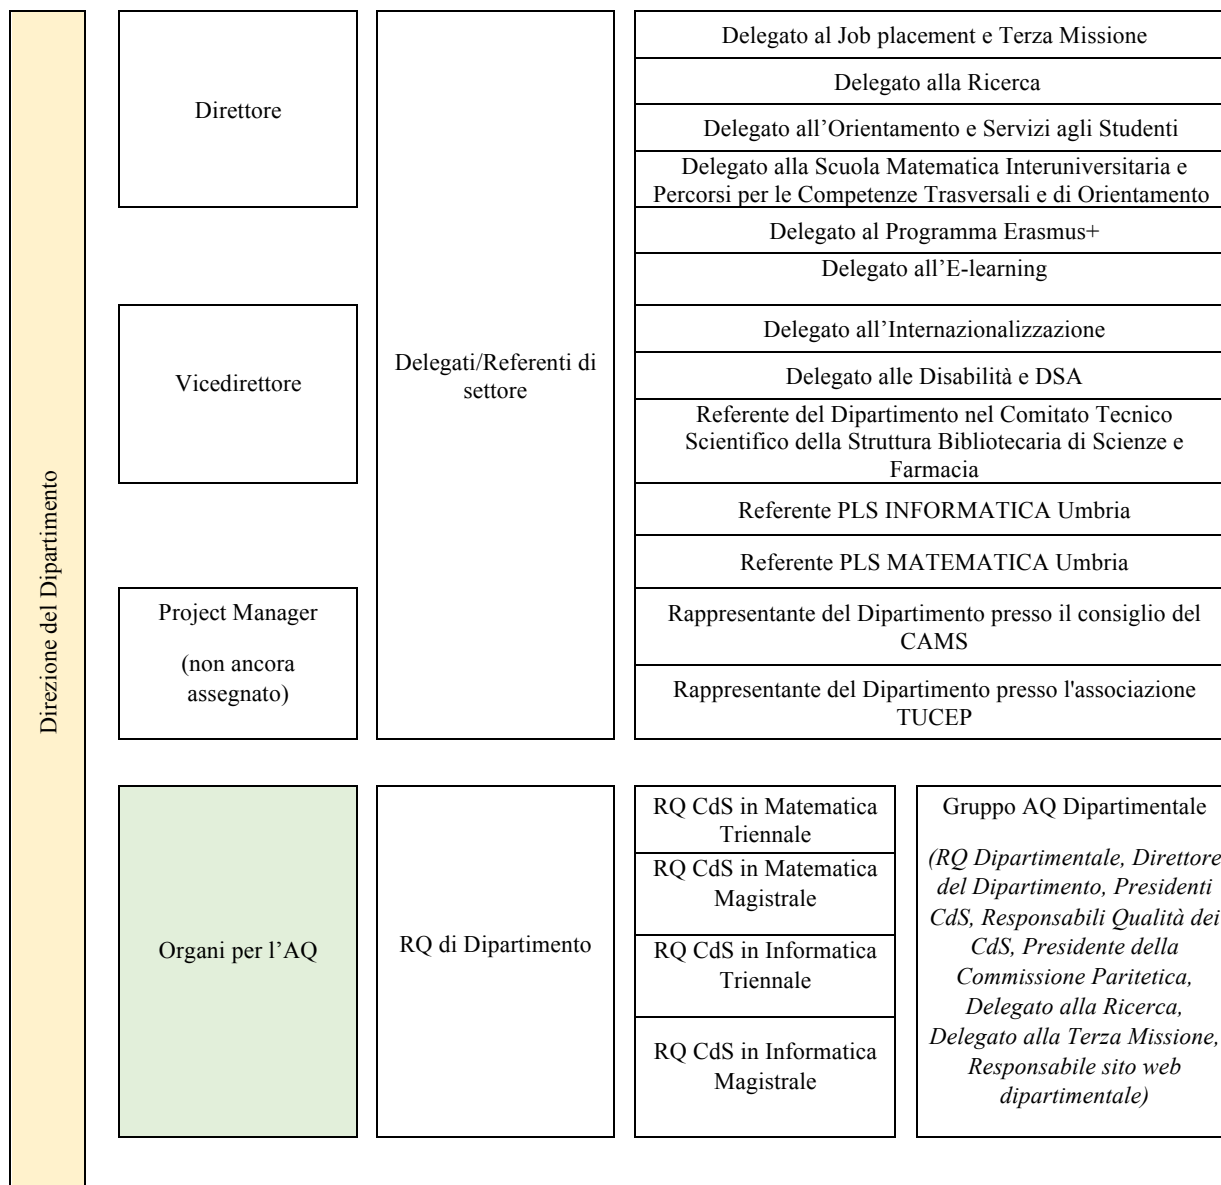 Direzione del Dipartimento
Direttore
Vicedirettore
Project Manager
(non ancora
assegnato)
Delegati/Referenti di
settore
Delegato al Job placement e Terza Missione
Delegato alla Ricerca
Delegato all’Orientamento e Servizi agli Studenti
Delegato alla Scuola Matematica Interuniversitaria e
Percorsi per le Competenze Trasversali e di Orientamento
Delegato al Programma Erasmus+
Delegato all’E-learning
Delegato all’Internazionalizzazione
Delegato alle Disabilità e DSA
Referente del Dipartimento nel Comitato Tecnico
Scientifico della Struttura Bibliotecaria di Scienze e
Farmacia
Referente PLS INFORMATICA Umbria
Referente PLS MATEMATICA Umbria
Rappresentante del Dipartimento presso il consiglio del
CAMS
Rappresentante del Dipartimento presso l'associazione
TUCEP
Organi per l’AQ
RQ di Dipartimento
RQ CdS in Matematica
Triennale
RQ CdS in Matematica
Magistrale
RQ CdS in Informatica
Triennale
RQ CdS in Informatica
Magistrale
Gruppo AQ Dipartimentale
(RQ Dipartimentale, Direttore
del Dipartimento, Presidenti
CdS, Responsabili Qualità dei
CdS, Presidente della
Commissione Paritetica,
Delegato alla Ricerca,
Delegato alla Terza Missione,
Responsabile sito web
dipartimentale)